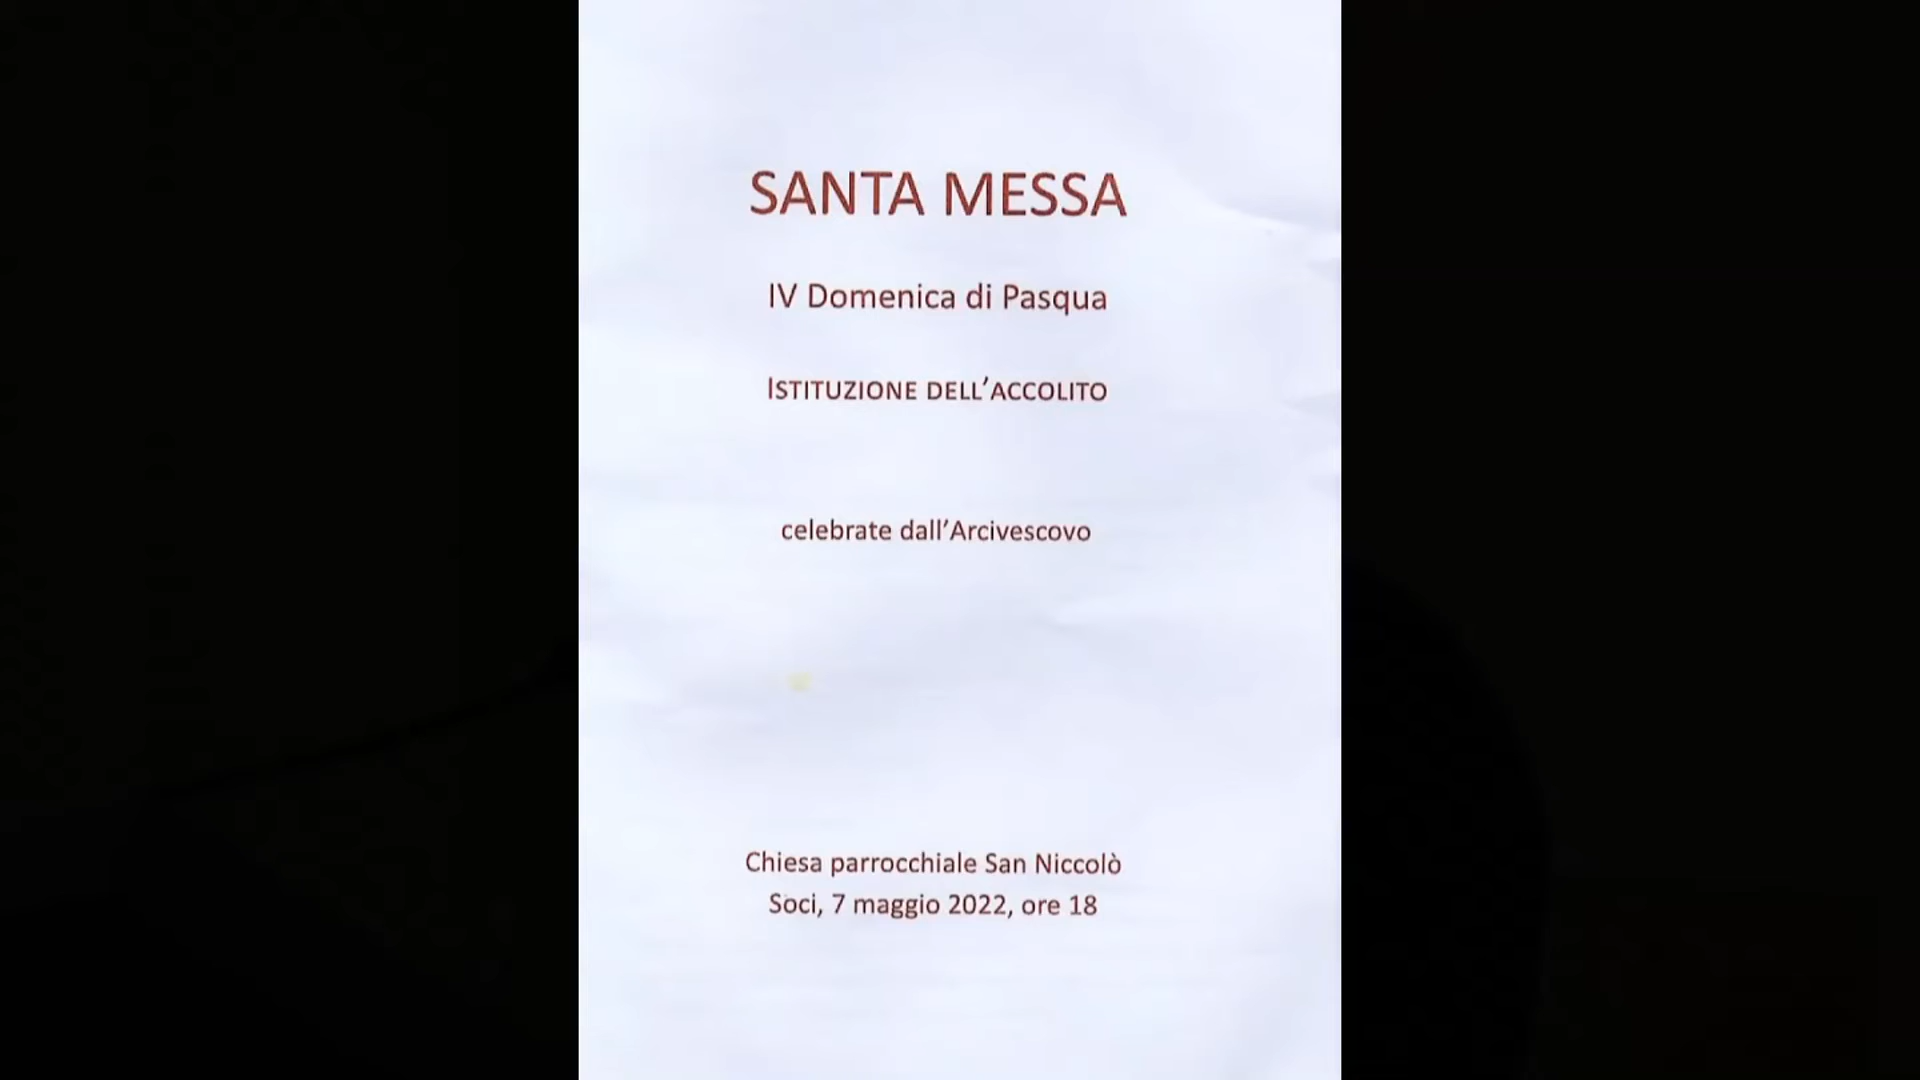 SANTA MESSA
IV Domenica di Pasqua
ISTITUZIONE DELL'ACCOLITO
celebrate dall'Arcivescovo
Chiesa parrocchiale San Niccolò
Soci, 7 maggio 2022, ore 18